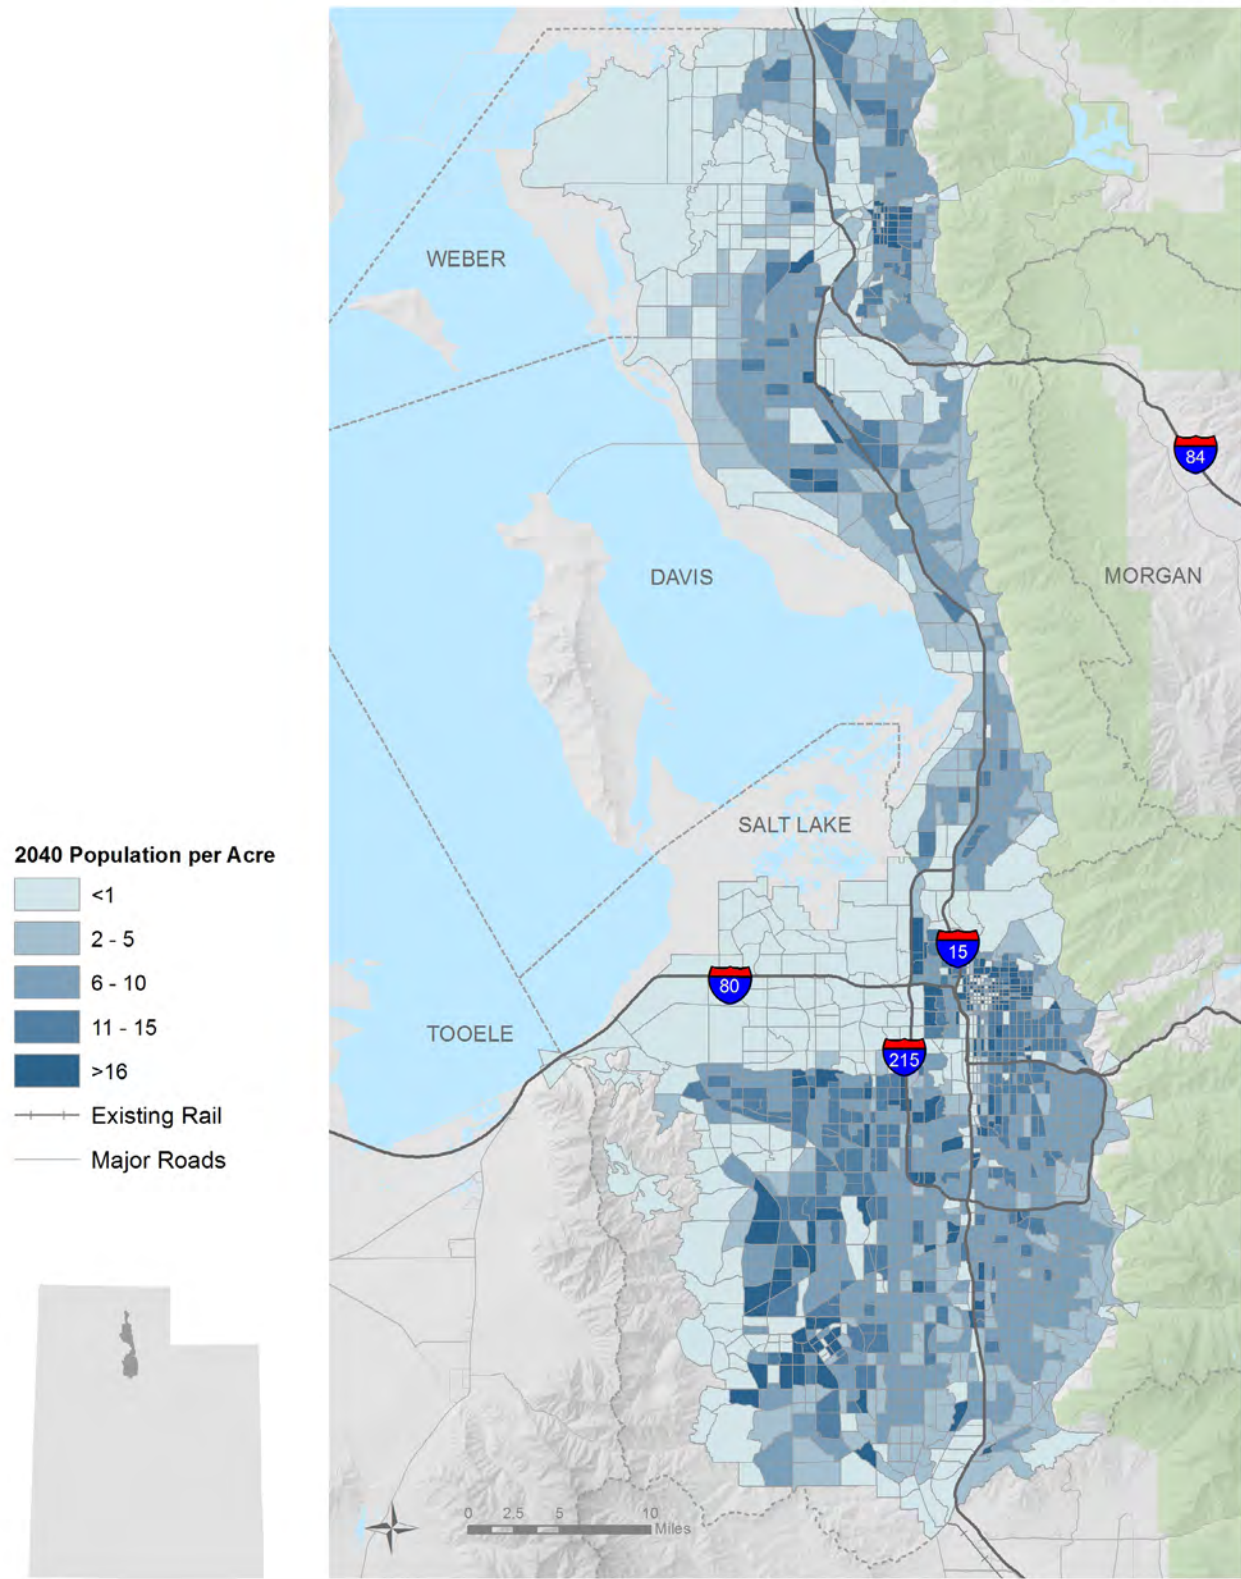 WEBER
84
DAVIS
MORGAN
SALT LAKE
15
80
TOOELE
215
2040 Population per Acre
<1
2 - 5
6 - 10
11 - 15
>16
Existing Rail
Major Roads
0 2.5 5 10
Miles